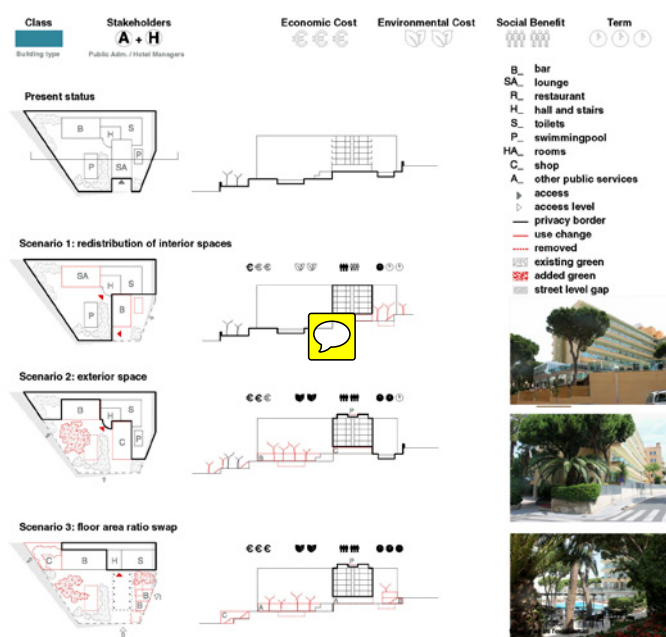 Class
Stakeholders
Economic Cost
Environmental Cost
Social Benefit
Term
A + H
Building type
Public Adm. / Hotel Managers
B_ bar
SA_ lounge
R_ restaurant
H_ hall and stairs
S_ toilets
P_ swimmingpool
HA_ rooms
C_ shop
A_ other public services
access
access level
privacy border
use change
removed
existing green
added green
street level gap
Present status
B
H
S
P
P
SA
Scenario 1: redistribution of interior spaces
SA
H
S
P
B
Scenario 2: exterior space
B
H
S
C
P
P
B
Scenario 3: floor area ratio swap
C
B
H
S
B
B
P
C
A
A
B